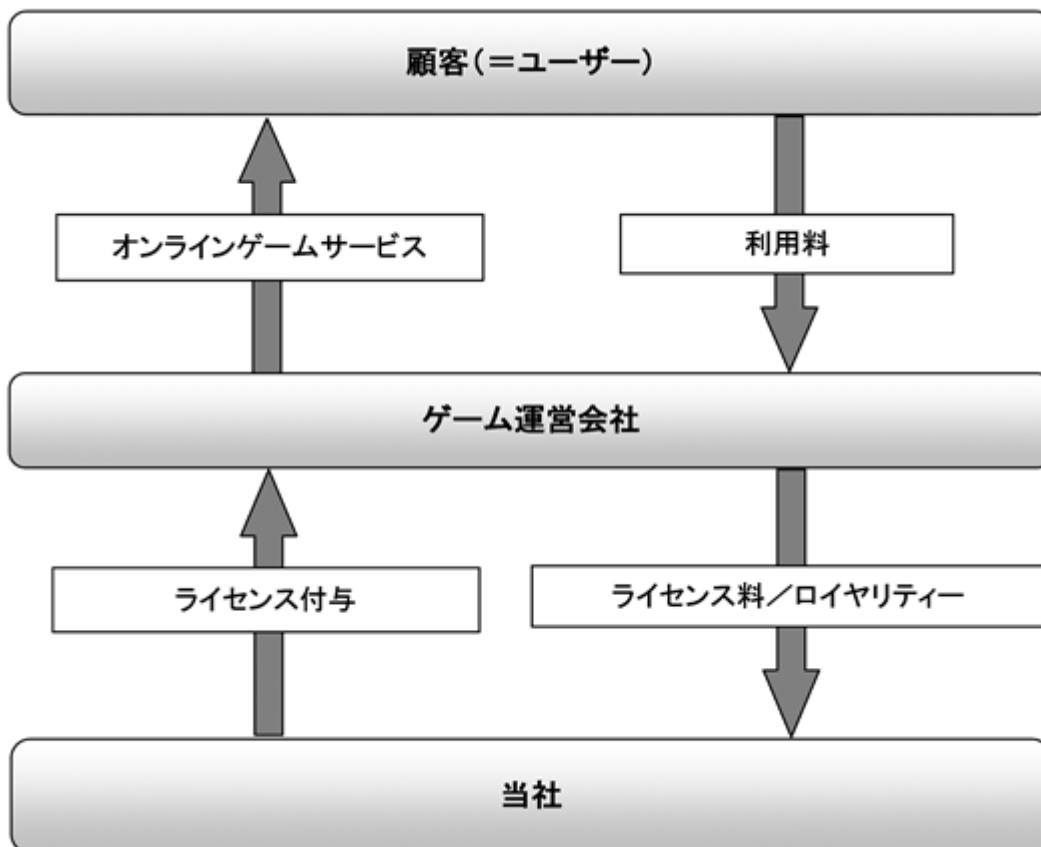 顧客（＝ユーザー）
オンラインゲームサービス
利用料
ゲーム運営会社
ライセンス付与
ライセンス料／ロイヤリティー
当社